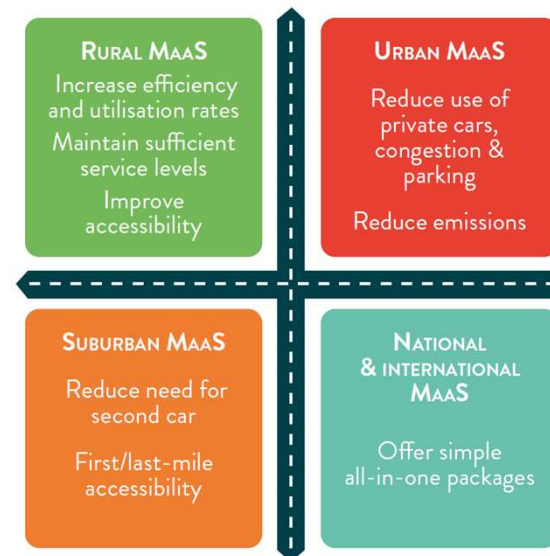 RURAL MAAS
Increase efficiency
and utilisation rates
Maintain sufficient
service levels
Improve
accessibility
URBAN MAAS
Reduce use of
private cars,
congestion &
parking
Reduce emissions
SUBURBAN MAAS
Reduce need for
second car
First/last-mile
accessibility
NATIONAL
& INTERNATIONAL
MAAS
Offer simple
all-in-one packages